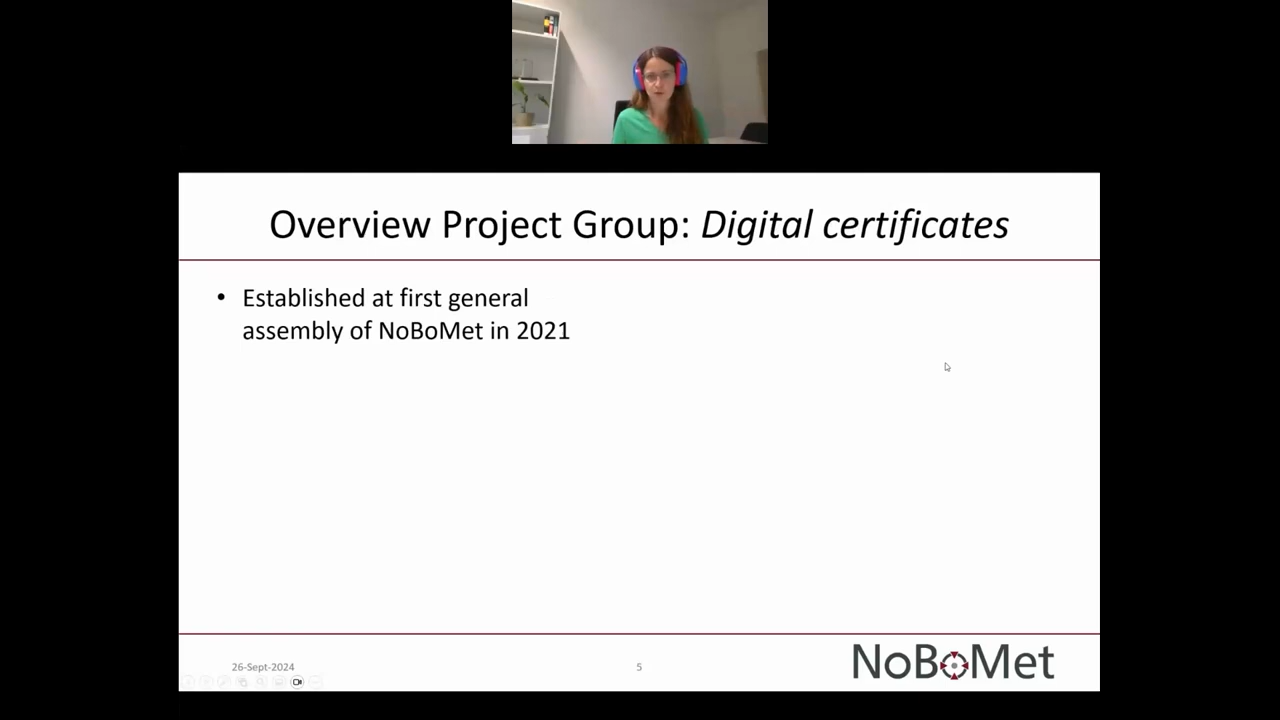 Overview Project Group: Digital certificates
• Established at first general
assembly of NoBoMet in 2021
26-Sept-2024
5
NoBoMet